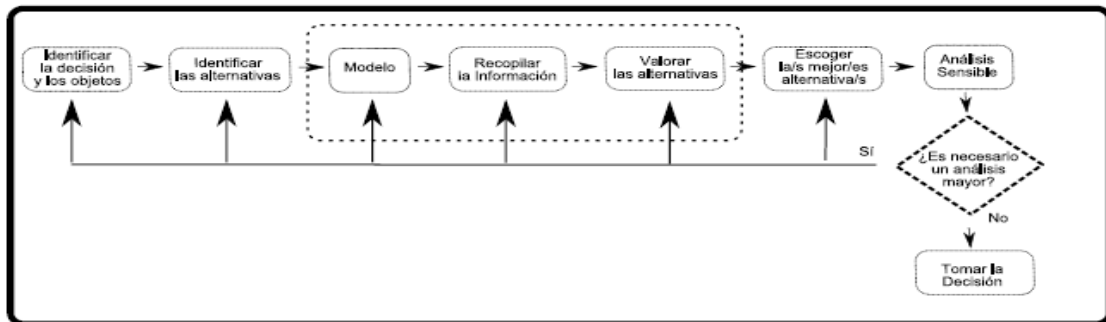 Identificar
la decisión
y los objetos
Identificar
las alternativas
Modelo
Recopilar
la Información
Valorar
las alternativas
Escoger
la/s mejor/es
alternativa/s
Análisis
Sensible
Sí
¿Es necesario
un análisis
mayor?
No
Tomar la
Decisión